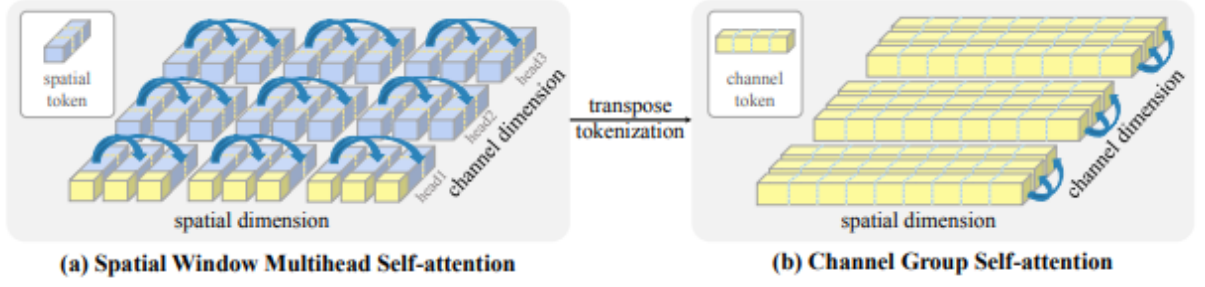 spatial
token
head3
head2
head1
channel dimension
spatial dimension
transpose
tokenization
channel
token
channel dimension
spatial dimension
(a) Spatial Window Multihead Self-attention
(b) Channel Group Self-attention